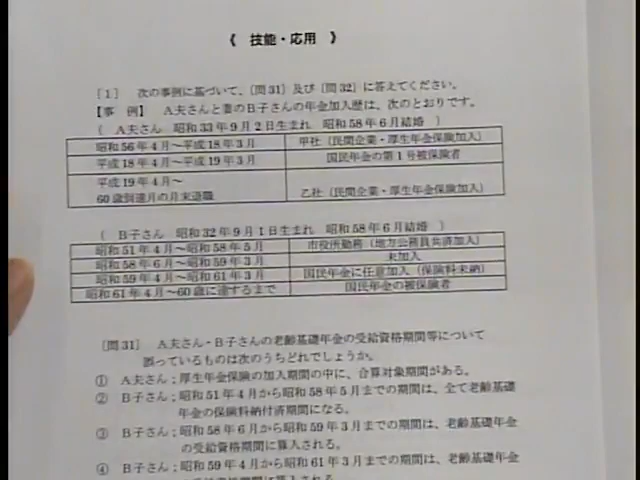 《 技能・応用 》
〔1〕 次の事例に基づいて、〔問31〕及び〔問32〕に答えてください。
【事 例】 A夫さんと妻のB子さんの年金加入歴は、次のとおりです。
( A夫さん 昭和33年9月2日生まれ 昭和58年6月結婚 )
昭和56年4月〜平成18年3月 甲社(民間企業・厚生年金保険加入)
平成18年4月〜平成19年3月 国民年金の第1号被保険者
平成19年4月〜
60歳到達月の月末退職 乙社(民間企業・厚生年金保険加入)
( B子さん 昭和32年9月1日生まれ 昭和58年6月結婚 )
昭和51年4月〜昭和58年5月 市役所勤務(地方公務員共済加入)
昭和58年6月〜昭和59年3月 未加入
昭和59年4月〜昭和61年3月 国民年金に任意加入(保険料未納)
昭和61年4月〜60歳に達するまで 国民年金の被保険者
〔問31〕 A夫さん・B子さんの老齢基礎年金の受給資格期間等について
誤っているものは次のうちどれでしょうか。
① A夫さん;厚生年金保険の加入期間の中に、合算対象期間がある。
② B子さん;昭和51年4月から昭和58年5月までの期間は、全て老齢基礎
年金の保険料納付済期間になる。
③ B子さん;昭和58年6月から昭和59年3月までの期間は、老齢基礎年金
の受給資格期間に算入される。
④ B子さん;昭和59年4月から昭和61年3月までの期間は、老齢基礎年金